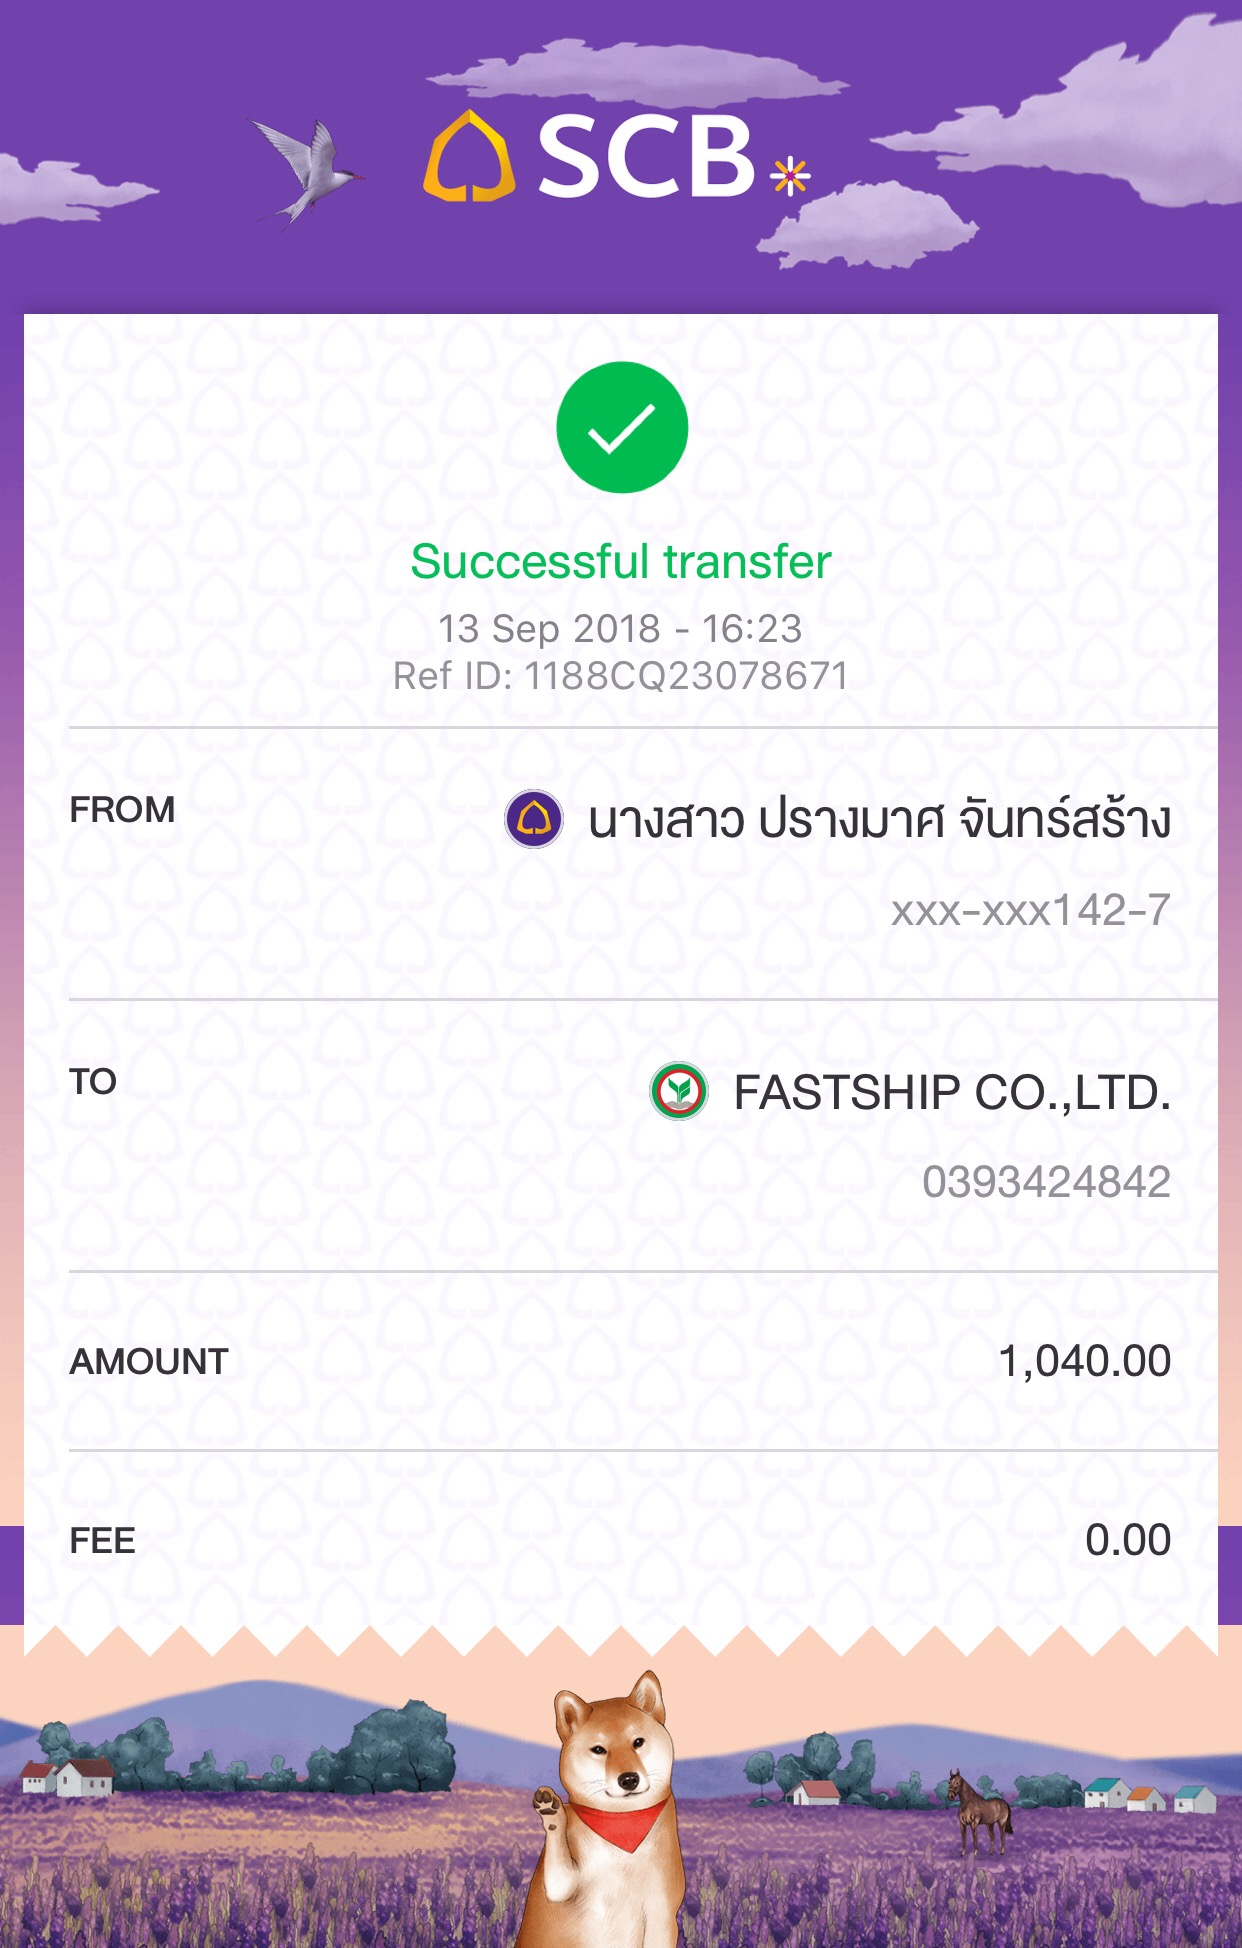 SCB
Successful transfer
13 Sep 2018 - 16:23
Ref ID: 1188CQ23078671
FROM
นางสาว ปรางมาศ จันทร์สร้าง
xxx-xxx142-7
TO
FASTSHIP CO.,LTD.
0393424842
AMOUNT
1,040.00
FEE
0.00